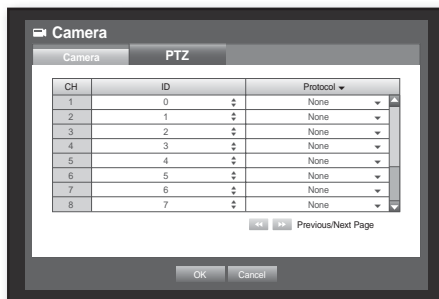 Camera
Camera PTZ
CH ID Protocol
1 0 None
2 1 None
3 2 None
4 3 None
5 4 None
6 5 None
7 6 None
8 7 None
Previous/Next Page
OK Cancel